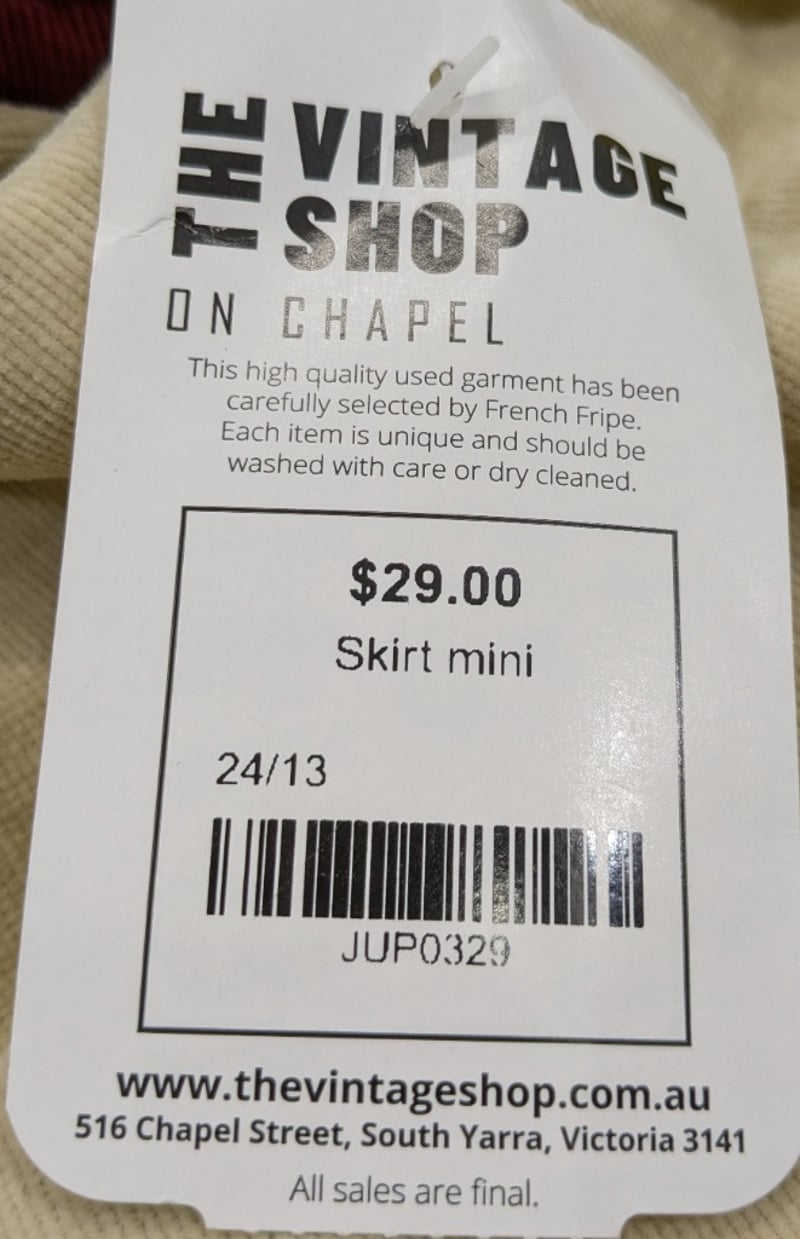 THE VINTAGE
SHOP
ON CHAPEL
This high quality used garment has been
carefully selected by French Fripe.
Each item is unique and should be
washed with care or dry cleaned.
$29.00
Skirt mini
24/13
JUP0329
www.thevintageshop.com.au
516 Chapel Street, South Yarra, Victoria 3141
All sales are final.